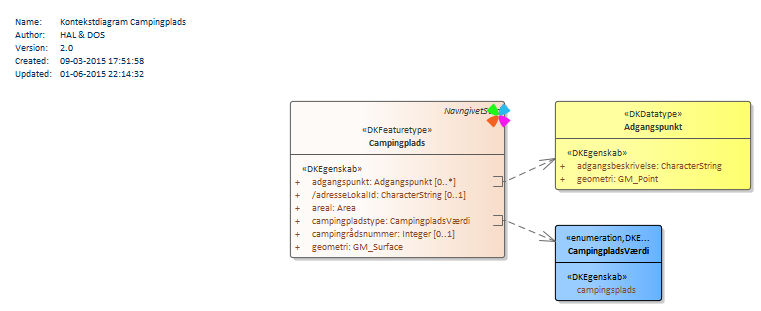 Name: Kontekstdiagram Campingplads
Author: HAL & DOS
Version: 2.0
Created: 09-03-2015 17:51:58
Updated: 01-06-2015 22:14:32
«DKFeaturetype»
Campingplads
«DKEgenskab»
+ adgangspunkt: Adgangspunkt [0..*]
+ /adresseLokalId: CharacterString [0..1]
+ areal: Area
+ campingpladstype: CampingpladsVærdi
+ campingrådsnummer: Integer [0..1]
+ geometri: GM_Surface
«DKDatatype»
Adgangspunkt
«DKEgenskab»
+ adgangsbeskrivelse: CharacterString
+ geometri: GM_Point
«enumeration,DKE...
CampingpladsVærdi
«DKEgenskab»
campingsplads